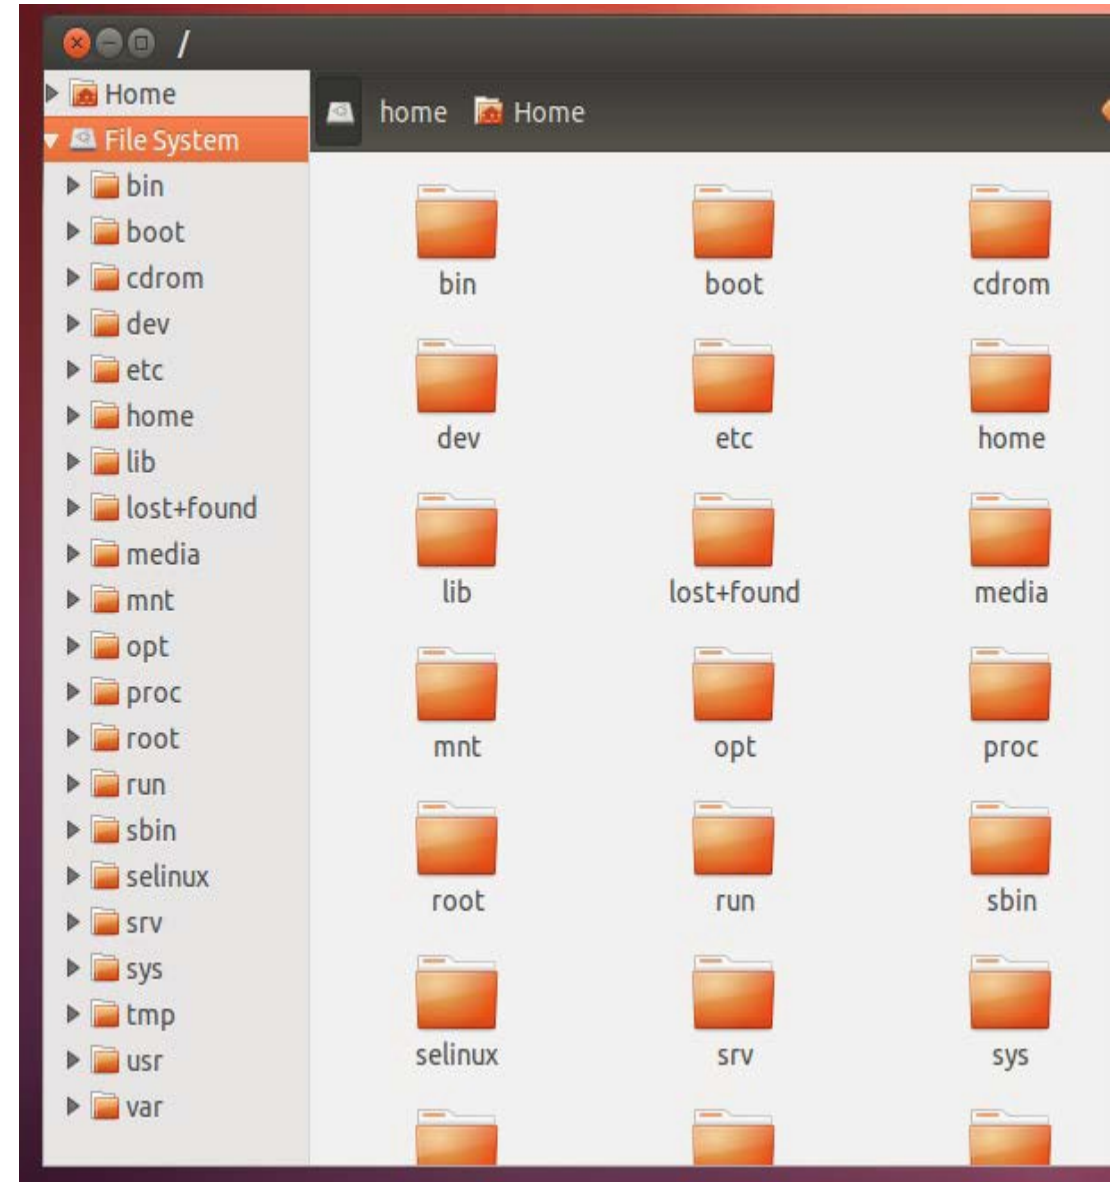 /
Home
File System
bin
boot
cdrom
dev
etc
home
lib
lost+found
media
mnt
opt
proc
root
run
sbin
selinux
srv
sys
tmp
usr
var
home Home
bin boot cdrom
dev etc home
lib lost+found media
mnt opt proc
root run sbin
selinux srv sys